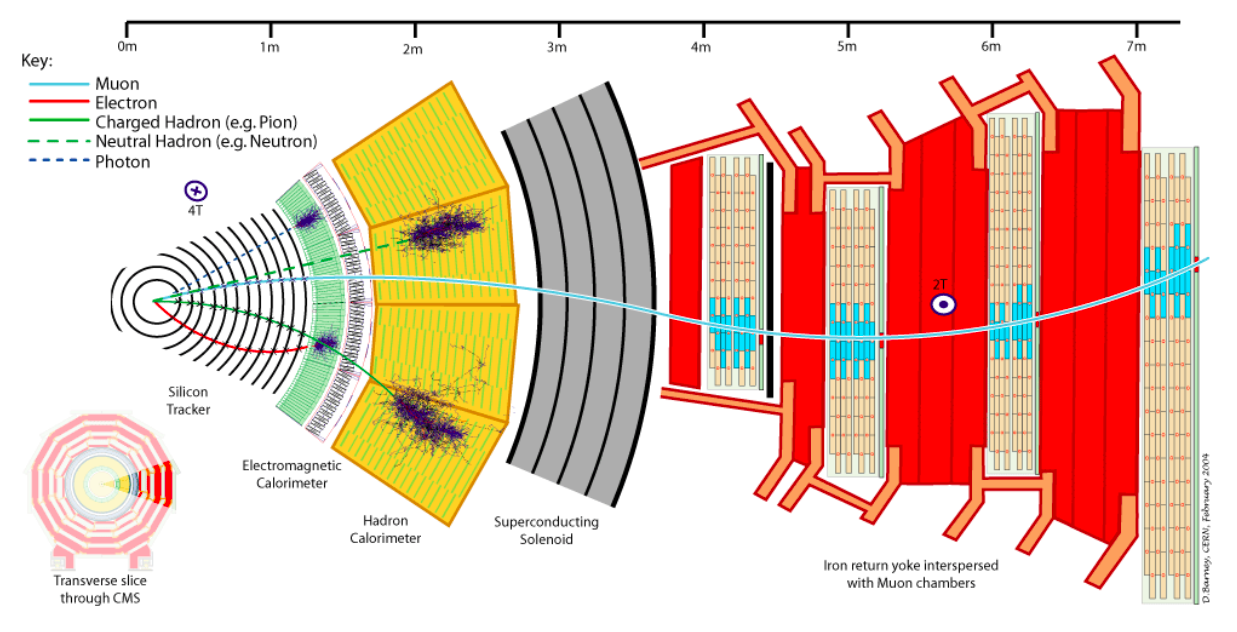 0m 1m 2m 3m 4m 5m 6m 7m
Key:
Muon
Electron
Charged Hadron (e.g. Pion)
Neutral Hadron (e.g. Neutron)
Photon
4T
2T
Silicon
Tracker
Electromagnetic
Calorimeter
Hadron
Calorimeter
Superconducting
Solenoid
Iron return yoke interspersed
with Muon chambers
Transverse slice
through CMS
D.Barney, CERN, February 2004